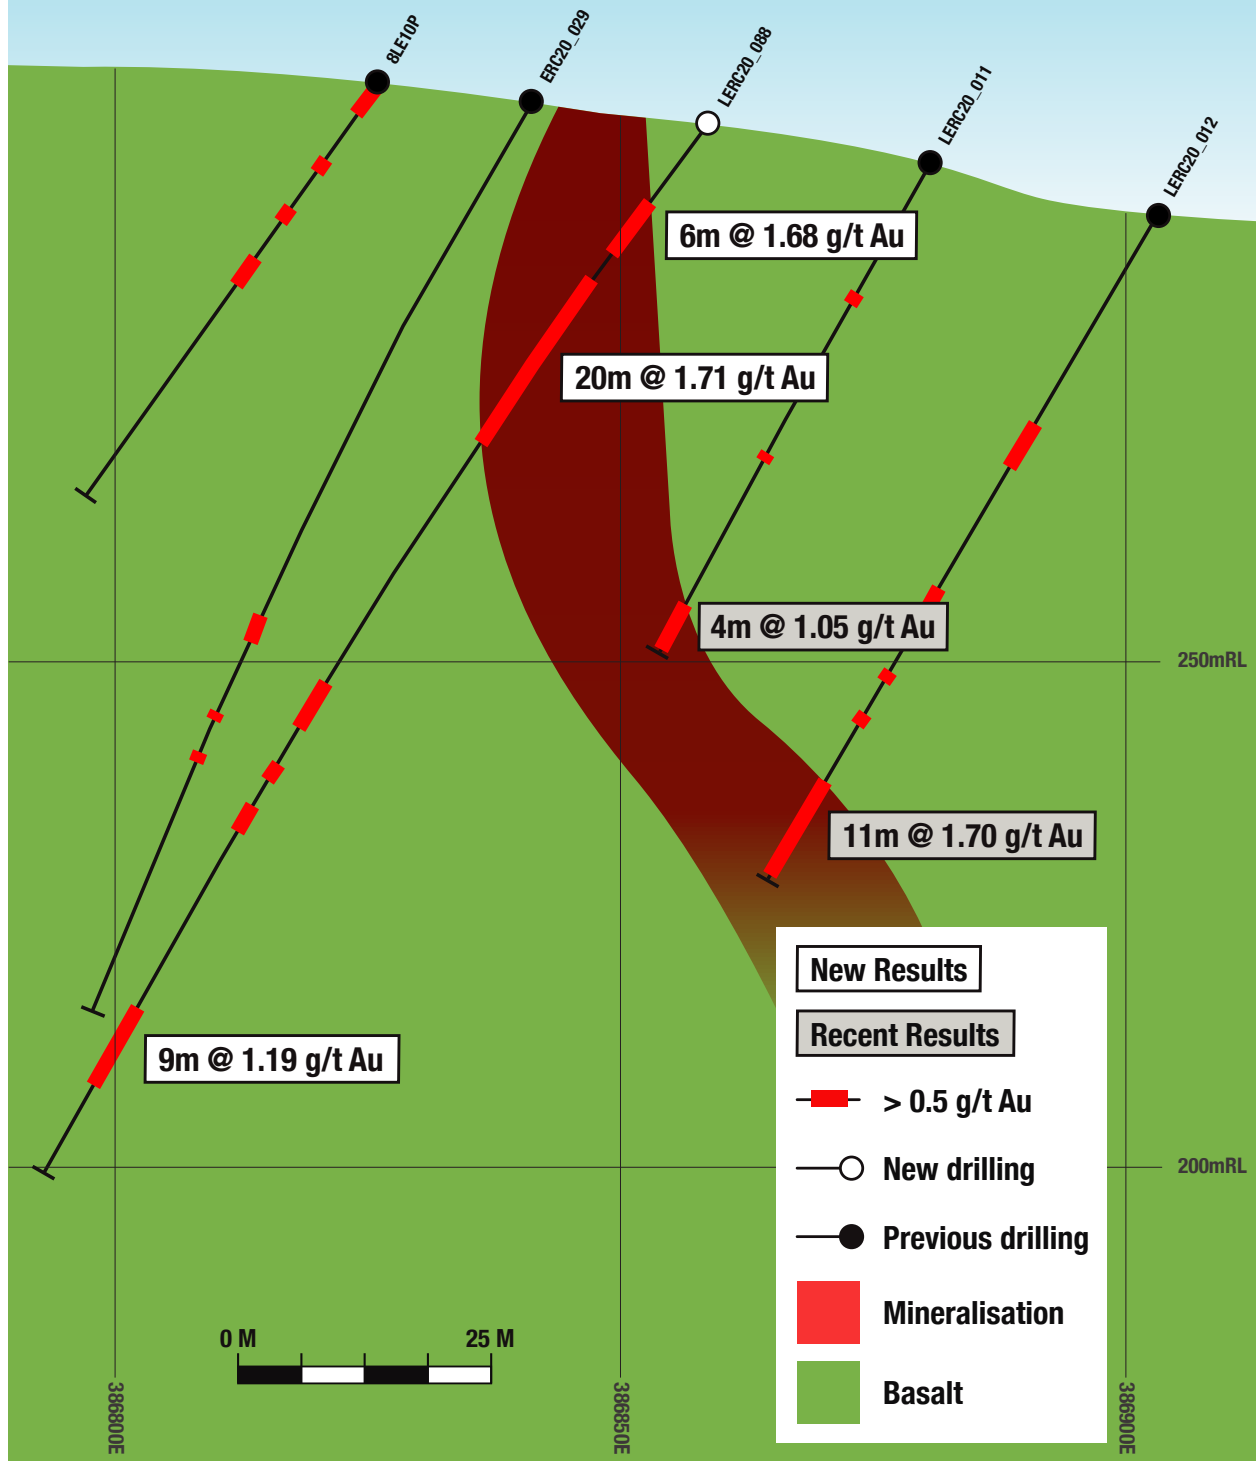 8LE10P
ERC20_029
LERC20_088
LERC20_011
LERC20_012
6m @ 1.68 g/t Au
20m @ 1.71 g/t Au
4m @ 1.05 g/t Au
250mRL
11m @ 1.70 g/t Au
9m @ 1.19 g/t Au
200mRL
New Results
Recent Results
> 0.5 g/t Au
New drilling
Previous drilling
Mineralisation
Basalt
0 M 25 M
386800E
386850E
386900E